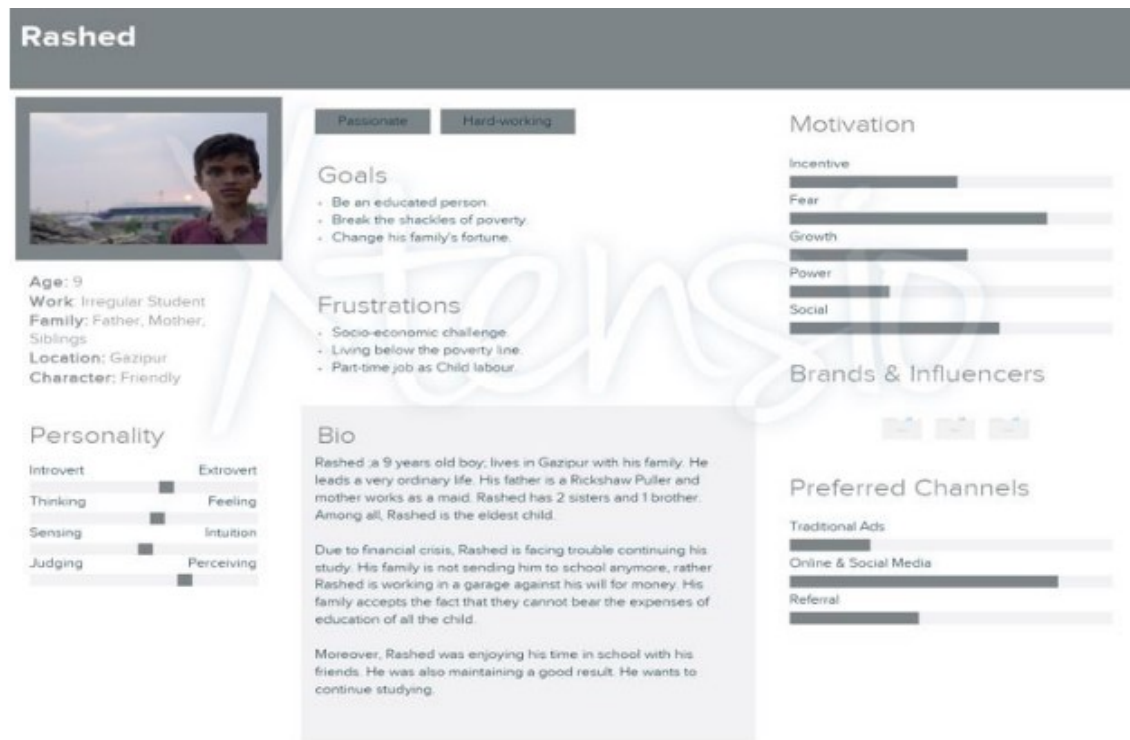 Rashed
Passionate
Hard-working
Goals
Be an educated person.
Break the shackles of poverty.
Change his family's fortune.
Frustrations
Socio-economic challenge.
Living below the poverty line.
Part-time job as Child labour.
Age: 9
Work: Irregular Student
Family: Father, Mother,
Siblings
Location: Gazipur
Character: Friendly
Personality
Introvert Extrovert
Thinking Feeling
Sensing Intuition
Judging Perceiving
Bio
Rashed ;a 9 years old boy; lives in Gazipur with his family. He
leads a very ordinary life. His father is a Rickshaw Puller and
mother works as a maid. Rashed has 2 sisters and 1 brother.
Among all, Rashed is the eldest child.
Due to financial crisis, Rashed is facing trouble continuing his
study. His family is not sending him to school anymore, rather
Rashed is working in a garage against his will for money. His
family accepts the fact that they cannot bear the expenses of
education of all the child.
Moreover, Rashed was enjoying his time in school with his
friends. He was also maintaining a good result. He wants to
continue studying.
Motivation
Incentive
Fear
Growth
Power
Social
Brands & Influencers
Preferred Channels
Traditional Ads
Online & Social Media
Referral
Xtensio